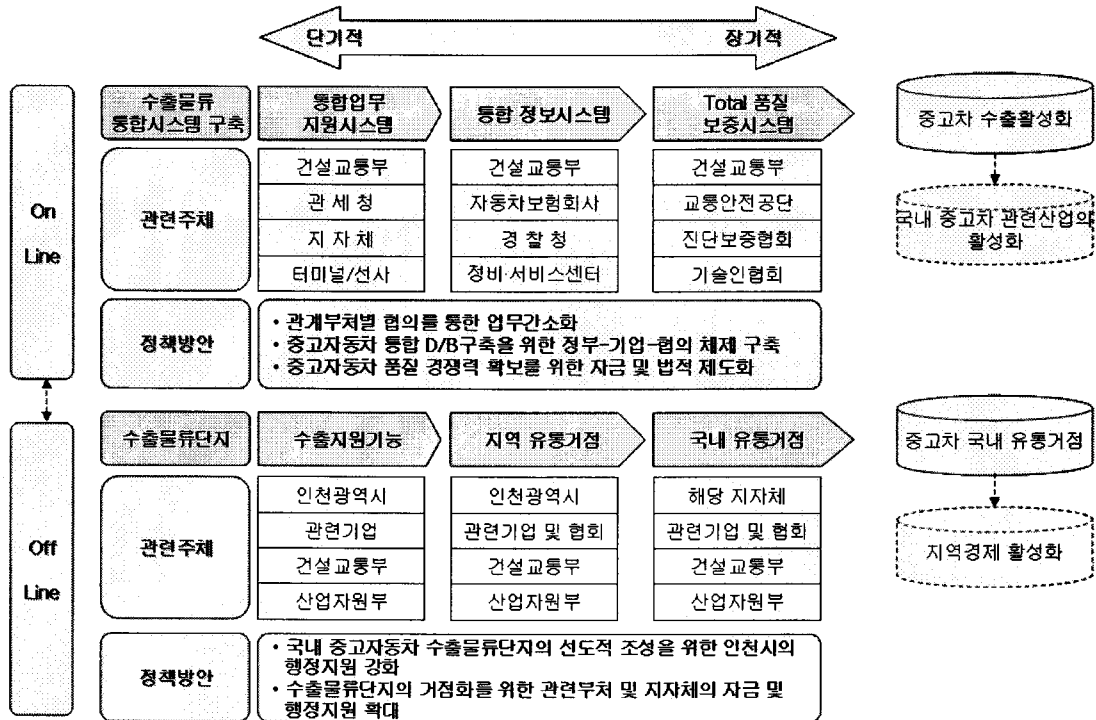 단기적 장기적
On
Line
수출물류
통합시스템 구축
통합업무
지원시스템
통합 정보시스템
Total 품질
보증시스템
관련주체
건설교통부 건설교통부 건설교통부
관 세 청 자동차보험회사 교통안전공단
지 자 체 경 찰 청 진단보증협회
터미널/선사 정비·서비스센터 기술인협회
정책방안
• 관계부처별 협의를 통한 업무간소화
• 중고자동차 통합 D/B구축을 위한 정부-기업-협의 체제 구축
• 중고자동차 품질 경쟁력 확보를 위한 자금 및 법적 제도화
중고차 수출활성화
국내 중고차 관련산업의
활성화
Off
Line
수출물류단지 수출지원기능 지역 유통거점 국내 유통거점
관련주체
인천광역시 인천광역시 해당 지자체
관련기업 관련기업 및 협회 관련기업 및 협회
건설교통부 건설교통부 건설교통부
산업자원부 산업자원부 산업자원부
정책방안
• 국내 중고자동차 수출물류단지의 선도적 조성을 위한 인천시의
행정지원 강화
• 수출물류단지의 거점화를 위한 관련부처 및 지자체의 자금 및
행정지원 확대
중고차 국내 유통거점
지역경제 활성화